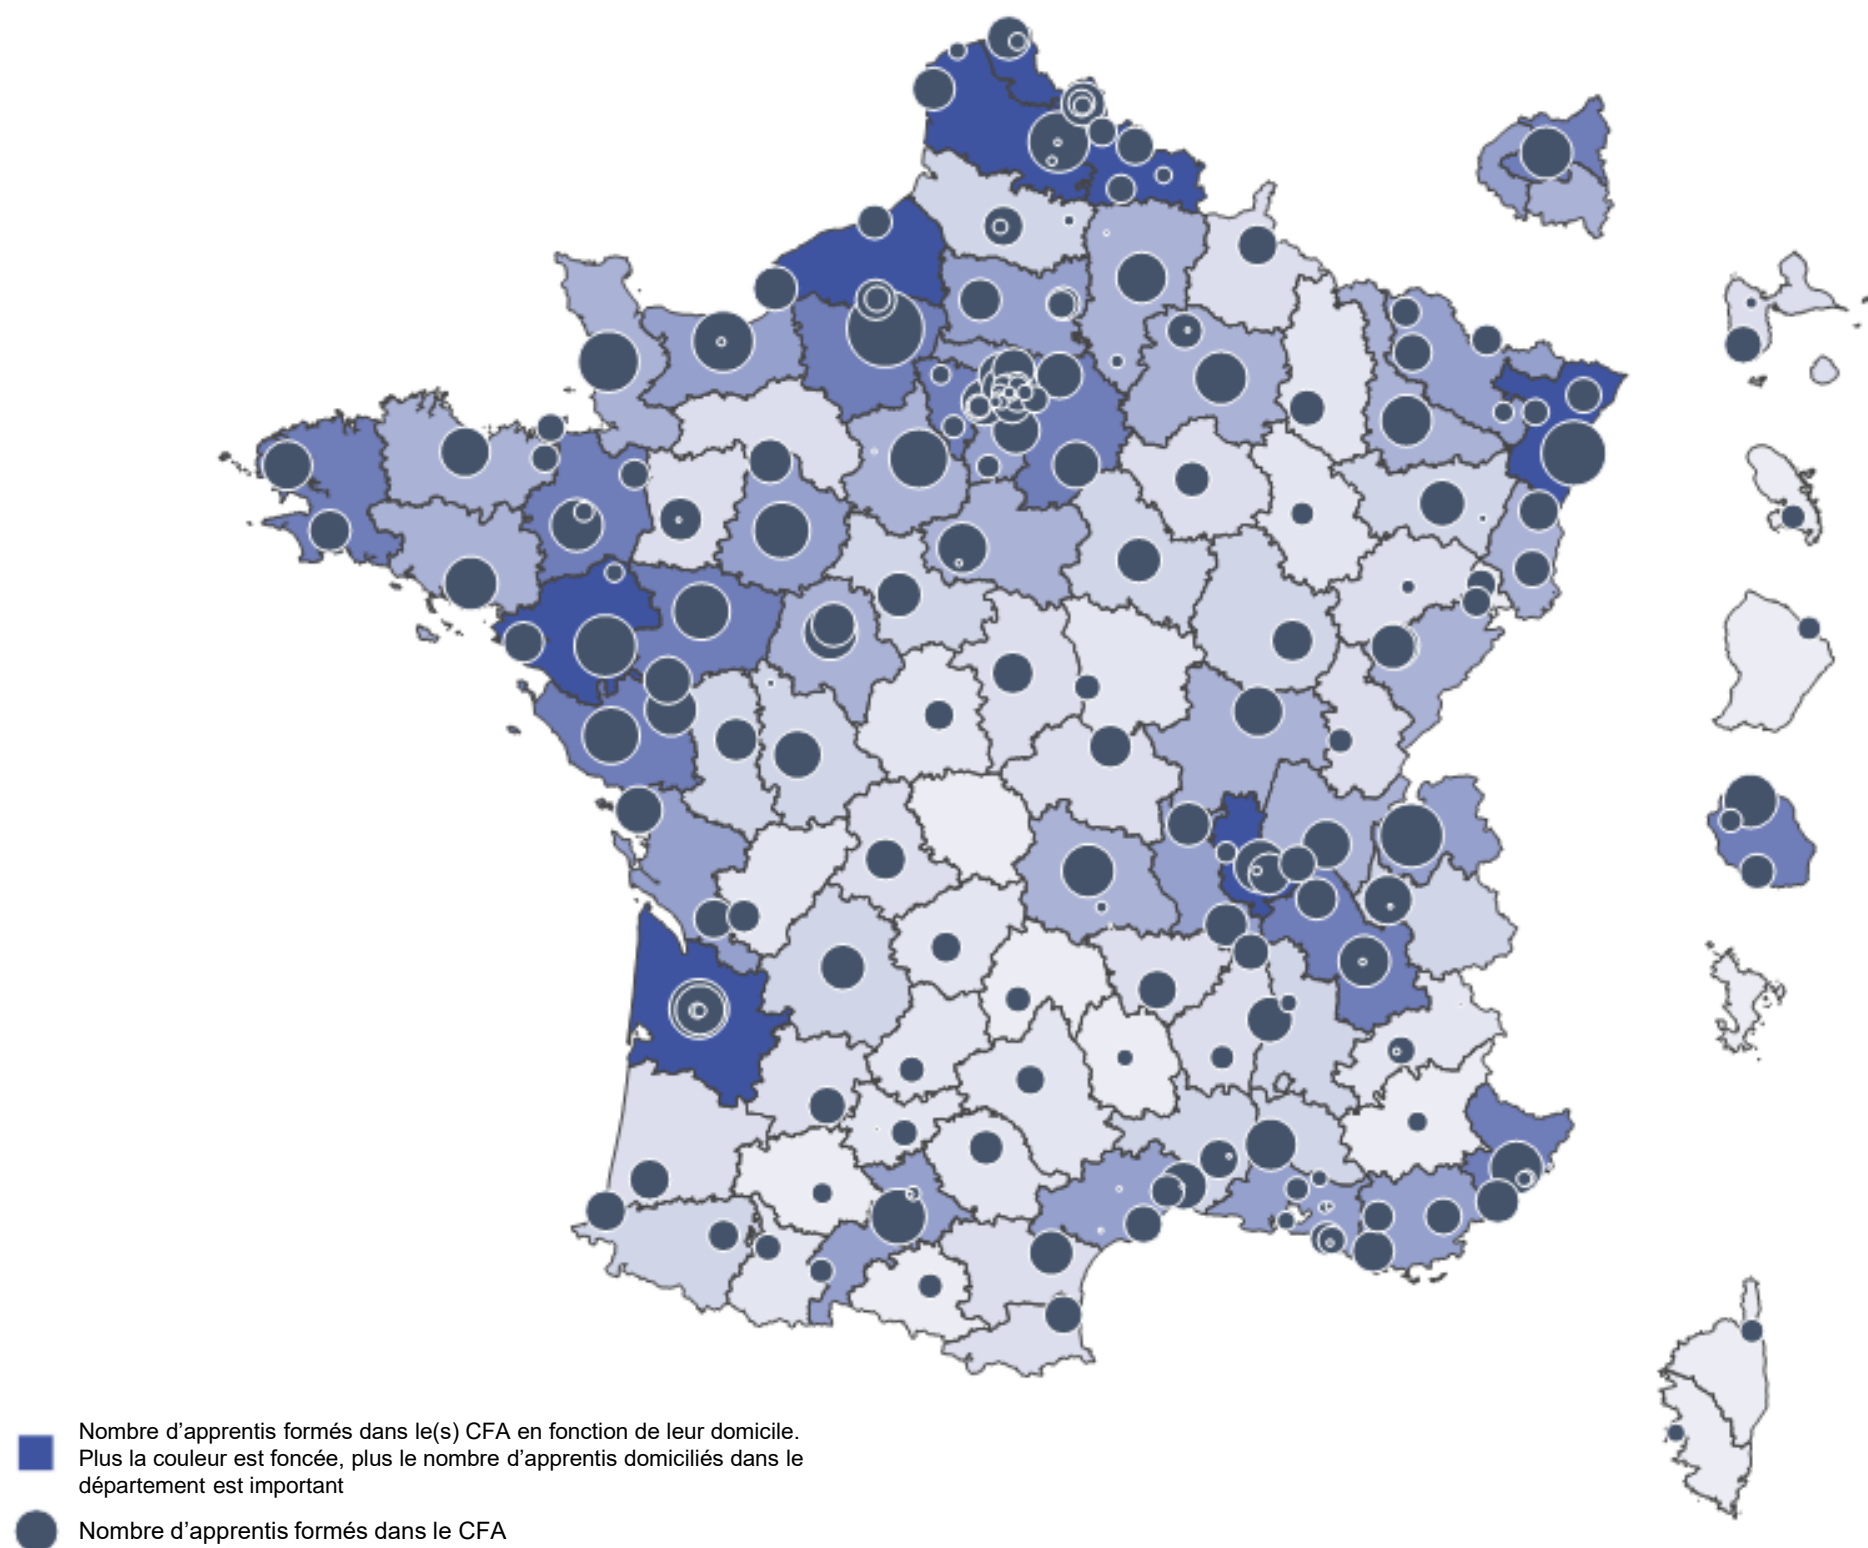 Nombre d’apprentis formés dans le(s) CFA en fonction de leur domicile.
Plus la couleur est foncée, plus le nombre d’apprentis domiciliés dans le
département est important
Nombre d’apprentis formés dans le CFA